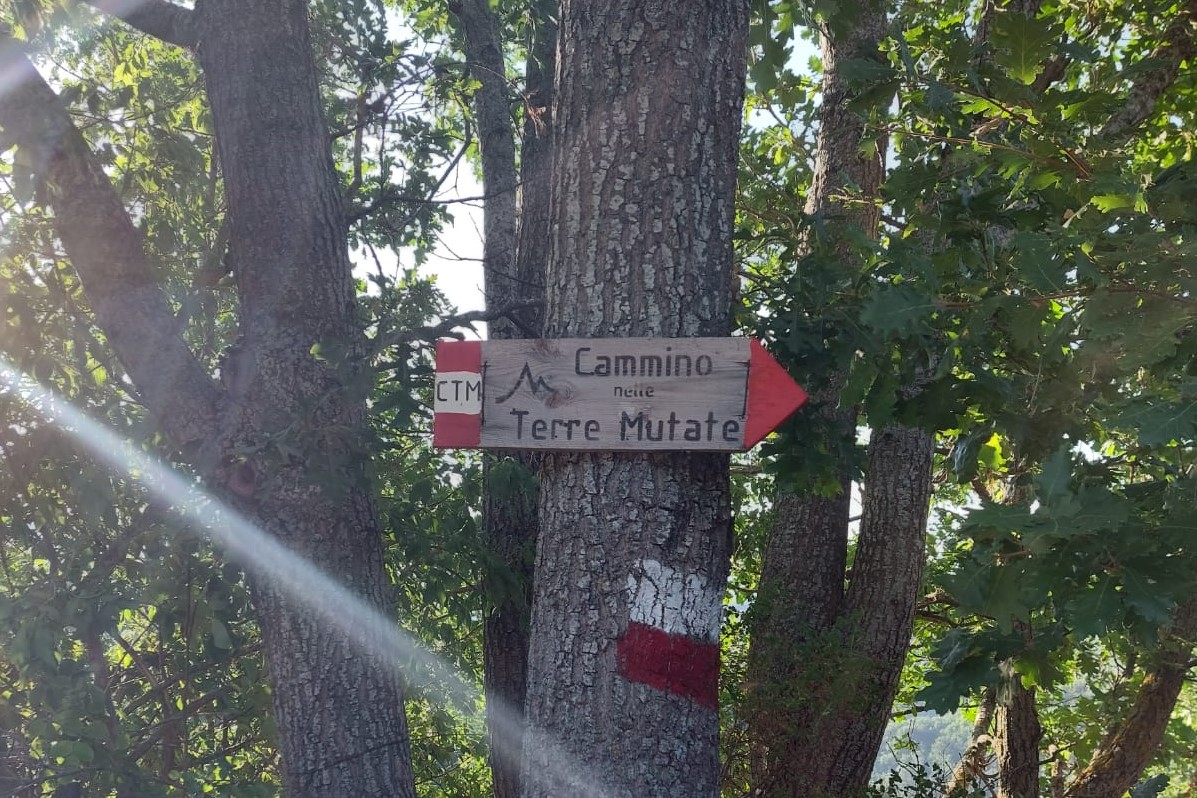 CTM
Cammino
nelle
Terre Mutate